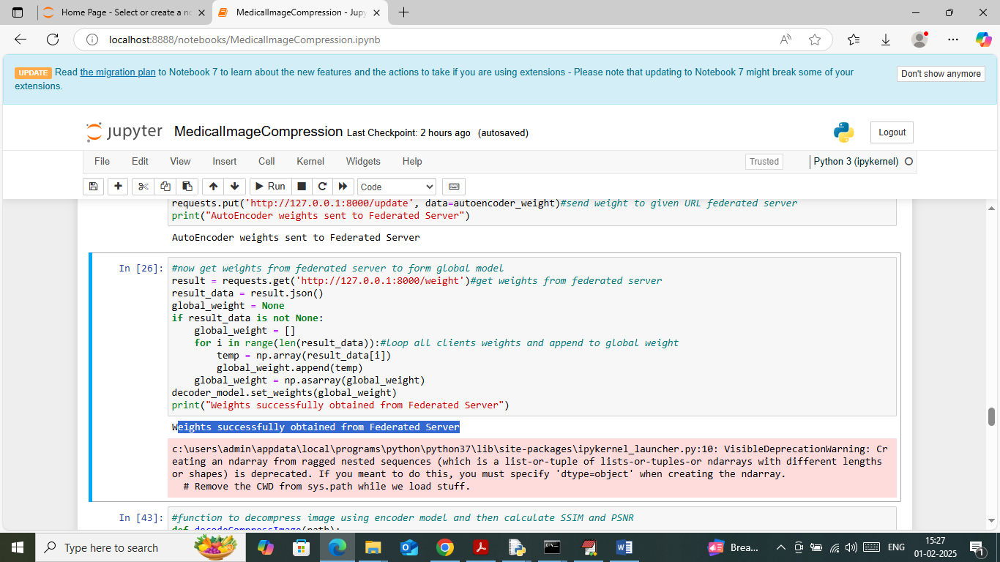 Home Page - Select or create a no
MedicalImageCompression - Jupy
localhost:8888/notebooks/MedicalImageCompression.ipynb
UPDATE Read the migration plan to Notebook 7 to learn about the new features and the actions to take if you are using extensions - Please note that updating to Notebook 7 might break some of your
extensions.
Don't show anymore
jupyter MedicalImageCompression Last Checkpoint: 2 hours ago (autosaved)
Logout
File Edit View Insert Cell Kernel Widgets Help
Trusted
Python 3 (ipykernel)
Run
Code
requests.put('http://127.0.0.1:8000/update', data=autoencoder_weight)#send weight to given URL federated server
print("AutoEncoder weights sent to Federated Server")
AutoEncoder weights sent to Federated Server
In [26]:
#now get weights from federated server to form global model
result = requests.get('http://127.0.0.1:8000/weight')#get weights from federated server
result_data = result.json()
global_weight = None
if result_data is not None:
    global_weight = []
    for i in range(len(result_data)):#loop all clients weights and append to global weight
        temp = np.array(result_data[i])
        global_weight.append(temp)
    global_weight = np.asarray(global_weight)
decoder_model.set_weights(global_weight)
print("Weights successfully obtained from Federated Server")
Weights successfully obtained from Federated Server
c:\users\admin\appdata\local\programs\python\python37\lib\site-packages\ipykernel_launcher.py:10: VisibleDeprecationWarning: Cr
eating an ndarray from ragged nested sequences (which is a list-or-tuple of lists-or-tuples-or ndarrays with different lengths
or shapes) is deprecated. If you meant to do this, you must specify 'dtype=object' when creating the ndarray.
  # Remove the CWD from sys.path while we load stuff.
In [43]:
#function to decompress image using encoder model and then calculate SSIM and PSNR
def decodeCompressImage(path):
Type here to search
Brea...
ENG
15:27
01-02-2025
1